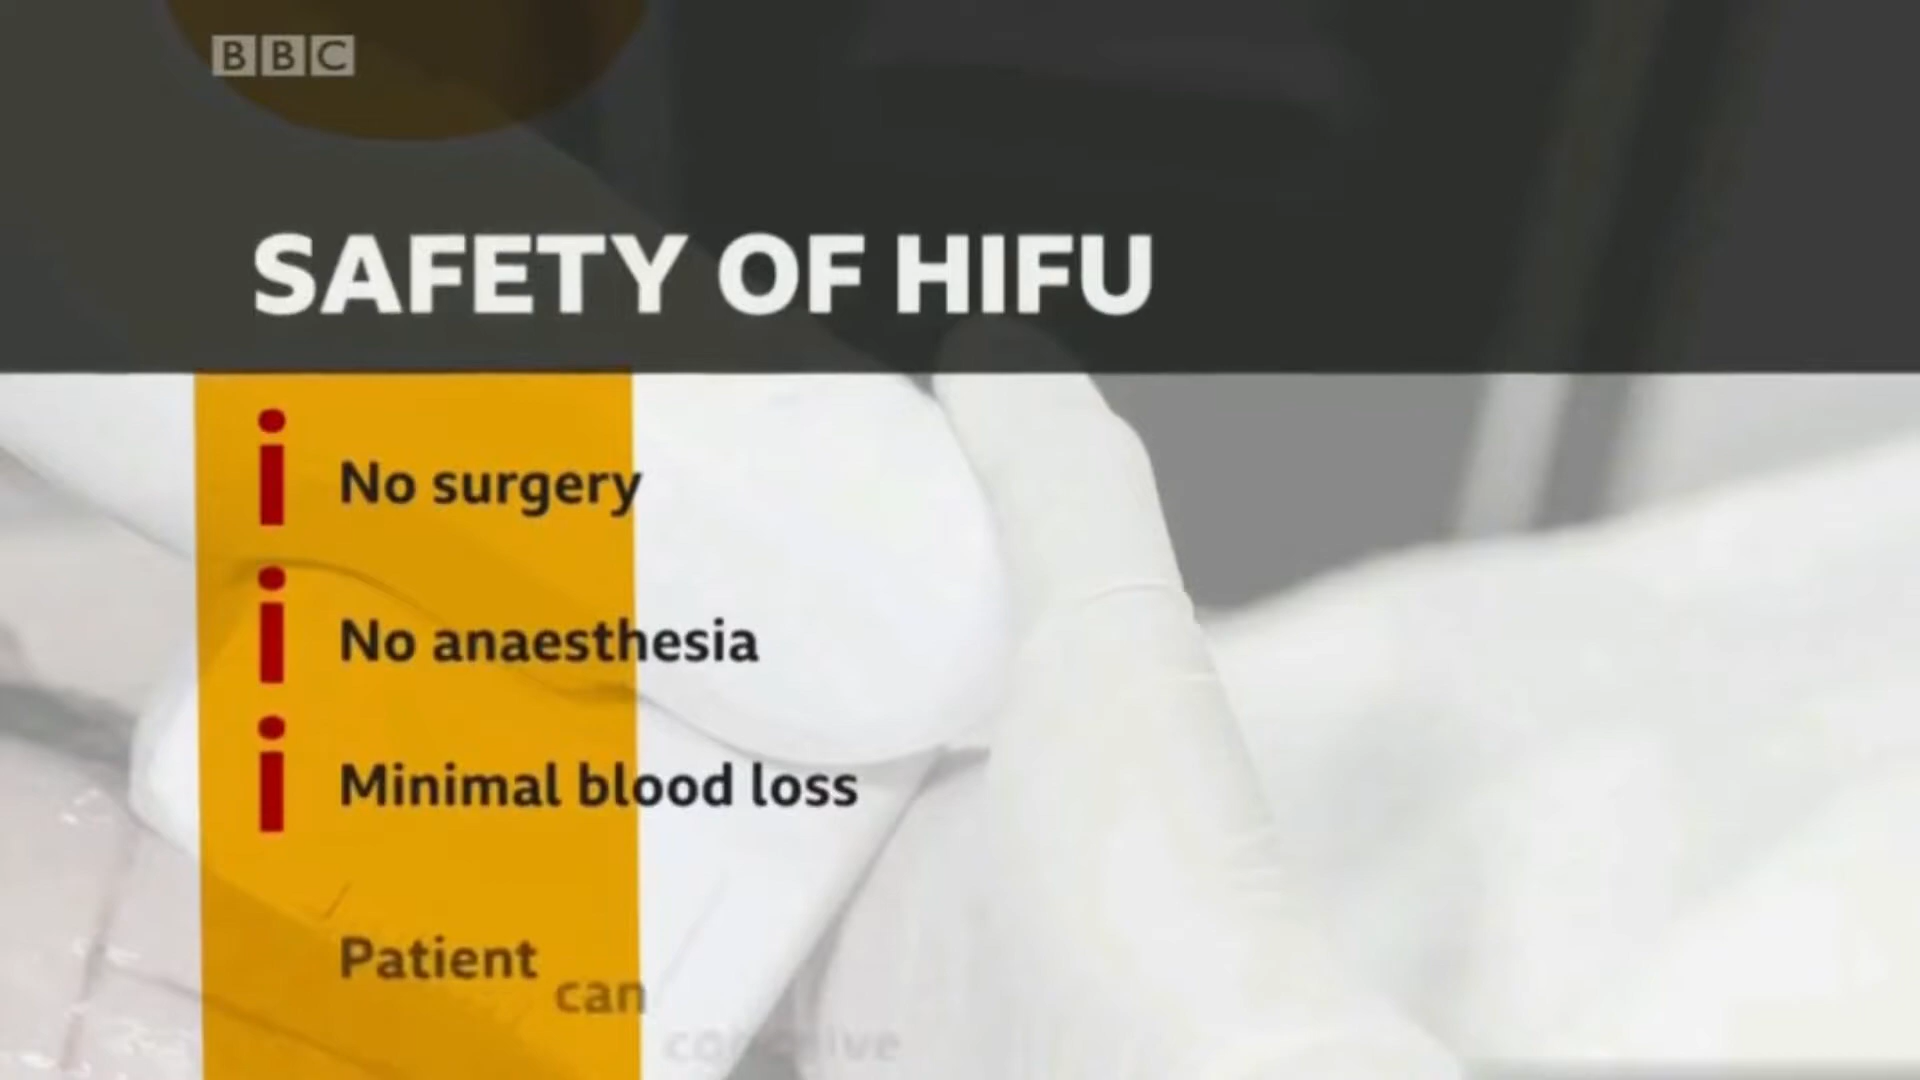 BBC
SAFETY OF HIFU
No surgery
No anaesthesia
Minimal blood loss
Patient can